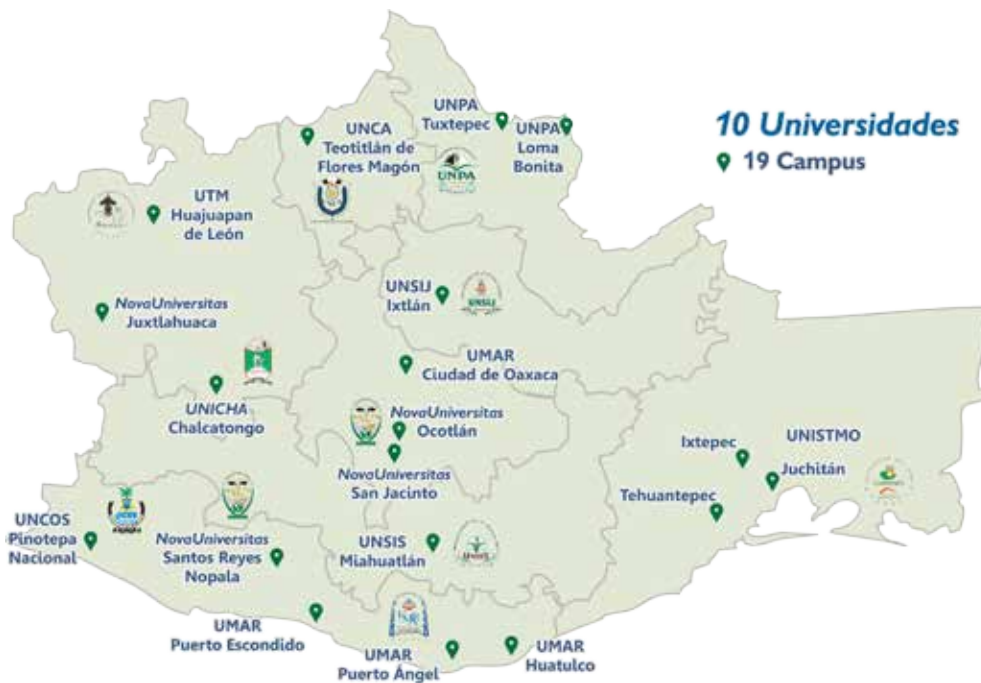 UNPA
Tuxtepec
UNPA
Loma
Bonita
10 Universidades
19 Campus
UNCA
Teotitlán de
Flores Magón
UNPA
UTM
Huajuapan
de León
UNSIJ
Ixtlán
UNSIJ
NovaUniversitas
Juxtlahuaca
UMAR
Ciudad de Oaxaca
UNICHA
Chalcatongo
NovaUniversitas
Ocotlán
NovaUniversitas
San Jacinto
Ixtepec
UNISTMO
Juchitán
Tehuantepec
UNCOS
Pinotepa
Nacional
NovaUniversitas
Santos Reyes
Nopala
UNSIS
Miahuatlán
UMAR
Puerto Escondido
UMAR
Puerto Ángel
UMAR
Huatulco